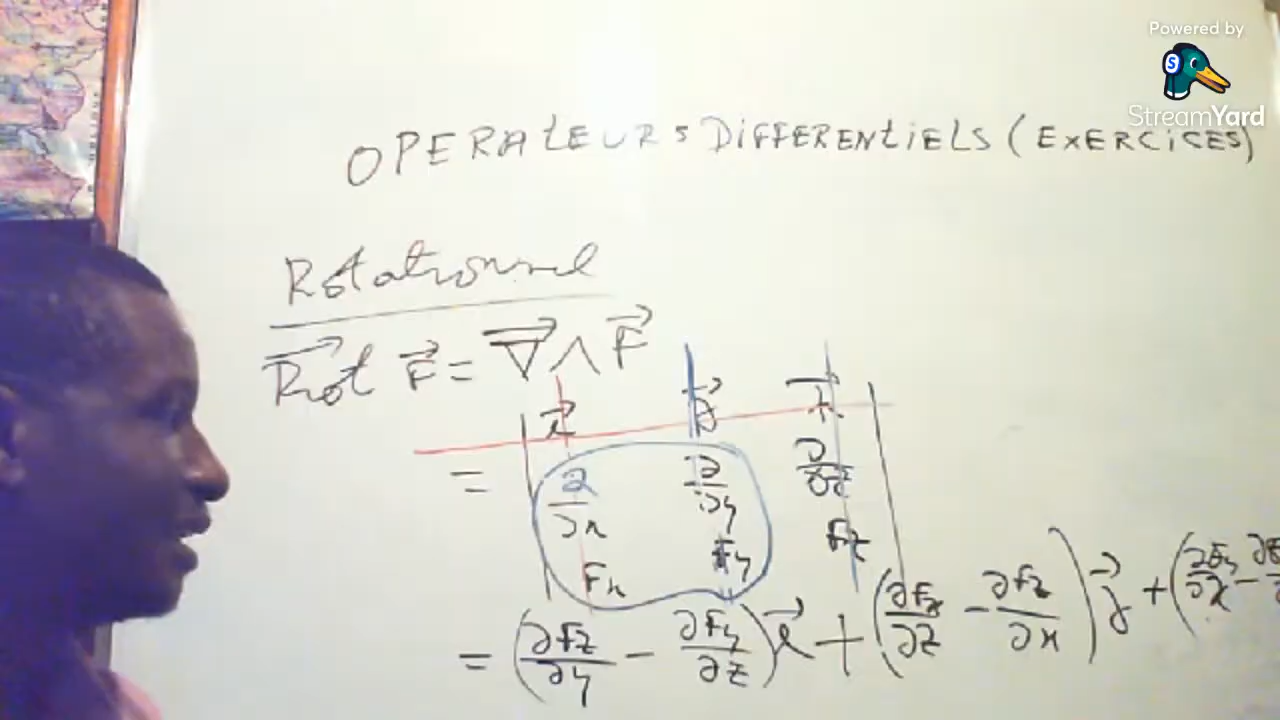 Powered by
StreamYard
OPERATEURS DIFFERENTIELS (EXERCICES)
Rotationnel
Rot F = ∇ ∧ F
i j k
= ∂/∂x ∂/∂y ∂/∂z
Fx Fy Fz
= (∂Fz/∂y - ∂Fy/∂z) i + (∂Fx/∂z - ∂Fz/∂x) j + (∂Fy/∂x -